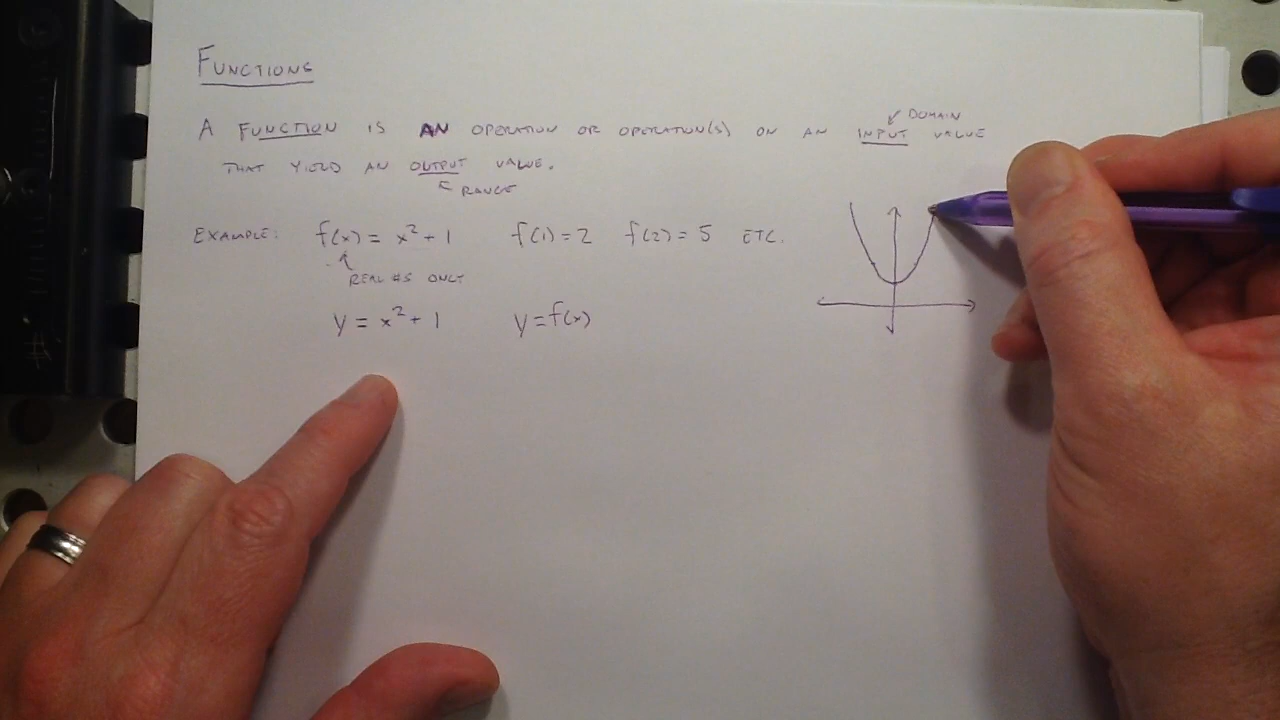 FUNCTIONS
↙ DOMAIN
A FUNCTION IS AN OPERATION OR OPERATION(S) ON AN INPUT VALUE
THAT YIELD AN OUTPUT VALUE.
↖ RANGE
EXAMPLE: f(x) = x² + 1 f(1) = 2 f(2) = 5 ETC.
REAL #S ONLY
y = x² + 1 y = f(x)